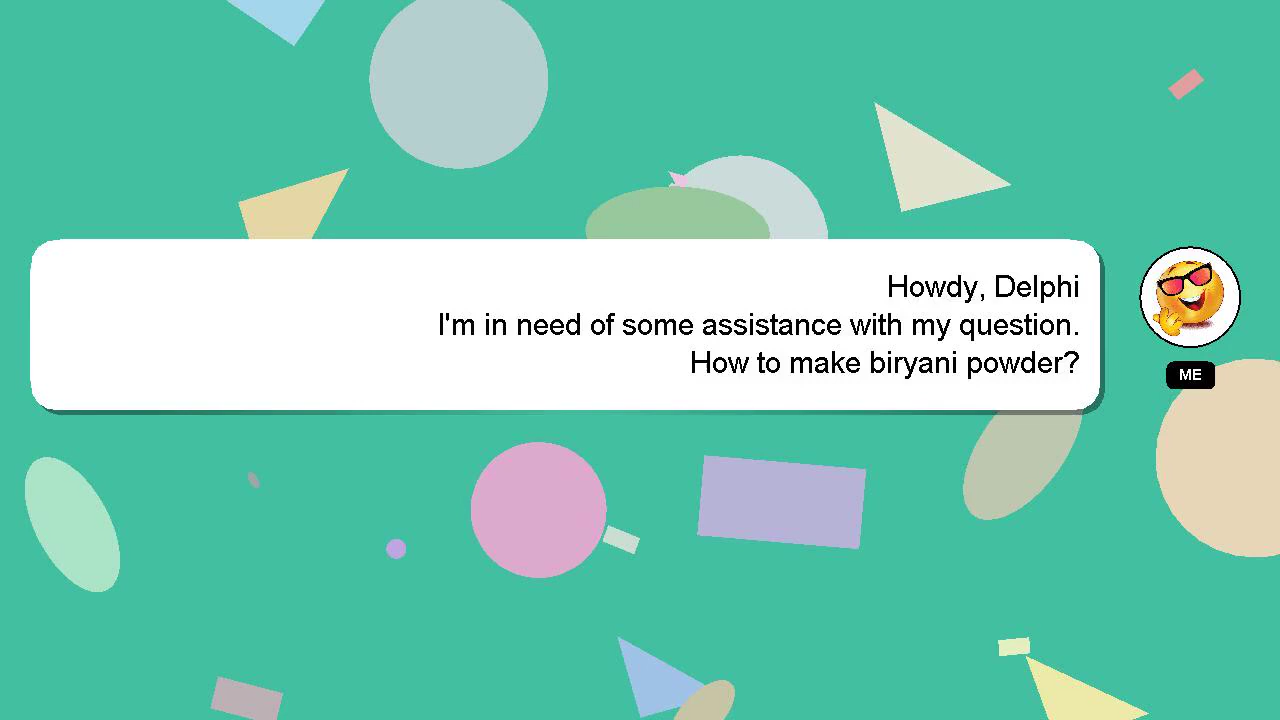 Howdy, Delphi
I'm in need of some assistance with my question.
How to make biryani powder?
ME